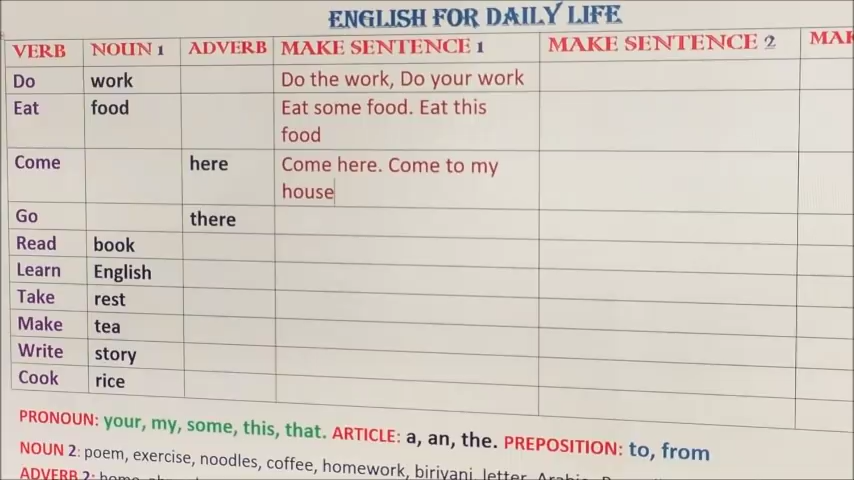 ENGLISH FOR DAILY LIFE
VERB NOUN 1 ADVERB MAKE SENTENCE 1 MAKE SENTENCE 2
Do work Do the work, Do your work
Eat food Eat some food. Eat this
food
Come here Come here. Come to my
house
Go there
Read book
Learn English
Take rest
Make tea
Write story
Cook rice
PRONOUN: your, my, some, this, that. ARTICLE: a, an, the. PREPOSITION: to, from
NOUN 2: poem, exercise, noodles, coffee, homework, biriyani, letter,
ADVERB 2: home,